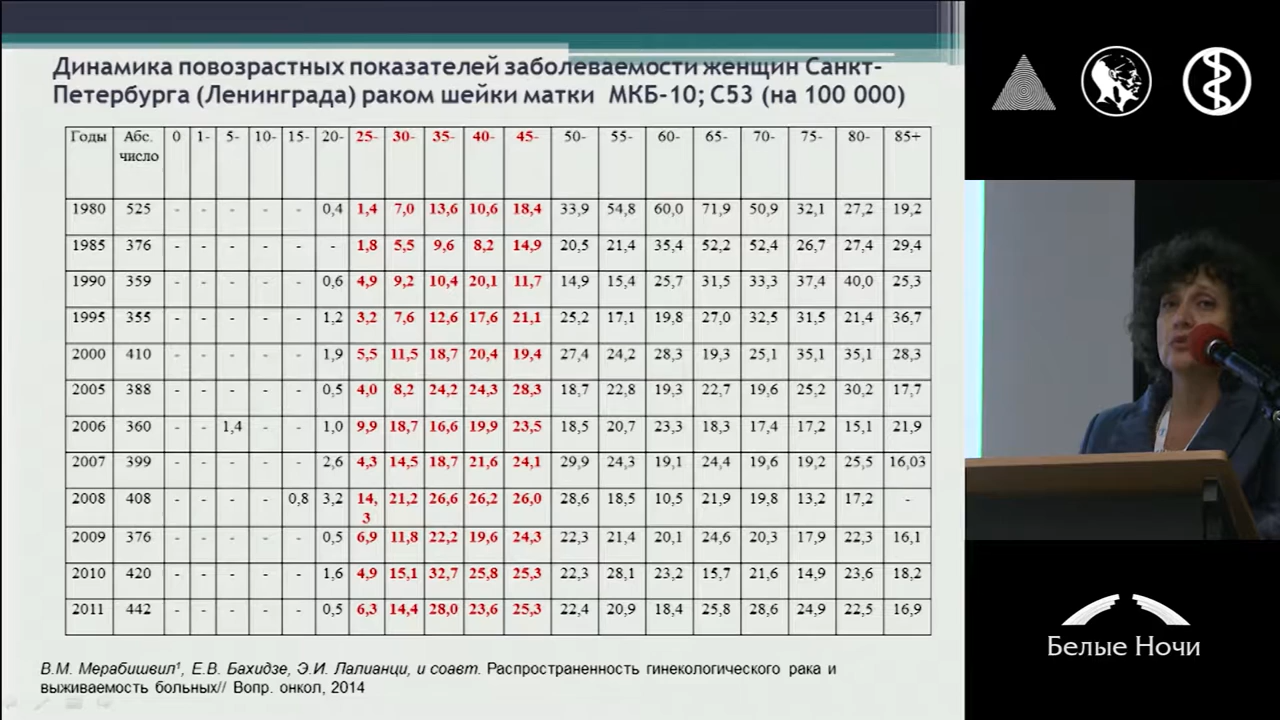 Динамика повозрастных показателей заболеваемости женщин Санкт-
Петербурга (Ленинграда) раком шейки матки МКБ-10; С53 (на 100 000)
Годы Абс. число 0 1- 5- 10- 15- 20- 25- 30- 35- 40- 45- 50- 55- 60- 65- 70- 75- 80- 85+
1980 525 - - - - - 0,4 1,4 7,0 13,6 10,6 18,4 33,9 54,8 60,0 71,9 50,9 32,1 27,2 19,2
1985 376 - - - - - - 1,8 5,5 9,6 8,2 14,9 20,5 21,4 35,4 52,2 52,4 26,7 27,4 29,4
1990 359 - - - - - 0,6 4,9 9,2 10,4 20,1 11,7 14,9 15,4 25,7 31,5 33,3 37,4 40,0 25,3
1995 355 - - - - - 1,2 3,2 7,6 12,6 17,6 21,1 25,2 17,1 19,8 27,0 32,5 31,5 21,4 36,7
2000 410 - - - - - 1,9 5,5 11,5 18,7 20,4 19,4 27,4 24,2 28,3 19,3 25,1 35,1 35,1 28,3
2005 388 - - - - - 0,5 4,0 8,2 24,2 24,3 28,3 18,7 22,8 19,3 22,7 19,6 25,2 30,2 17,7
2006 360 - - 1,4 - - 1,0 9,9 18,7 16,6 19,9 23,5 18,5 20,7 23,3 18,3 17,4 17,2 15,1 21,9
2007 399 - - - - - 2,6 4,3 14,5 18,7 21,6 24,1 29,9 24,3 19,1 24,4 19,6 19,2 25,5 16,03
2008 408 - - - - 0,8 3,2 14,3 21,2 26,6 26,2 26,0 28,6 18,5 10,5 21,9 19,8 13,2 17,2 -
2009 376 - - - - - 0,5 6,9 11,8 22,2 19,6 24,3 22,3 21,4 20,1 24,6 20,3 17,9 22,3 16,1
2010 420 - - - - - 1,6 4,9 15,1 32,7 25,8 25,3 22,3 28,1 23,2 15,7 21,6 14,9 23,6 18,2
2011 442 - - - - - 0,5 6,3 14,4 28,0 23,6 25,3 22,4 20,9 18,4 25,8 28,6 24,9 22,5 16,9
В.М. Мерабишвил¹, Е.В. Бахидзе, Э.И. Лалианци, и соавт. Распространенность гинекологического рака и
выживаемость больных// Вопр. онкол, 2014
Белые Ночи